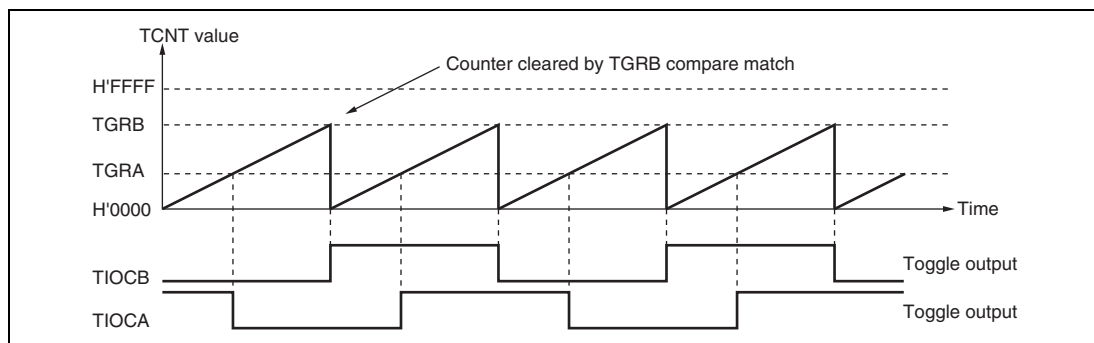 TCNT value
Counter cleared by TGRB compare match
H'FFFF
TGRB
TGRA
H'0000
Time
TIOCB
Toggle output
TIOCA
Toggle output